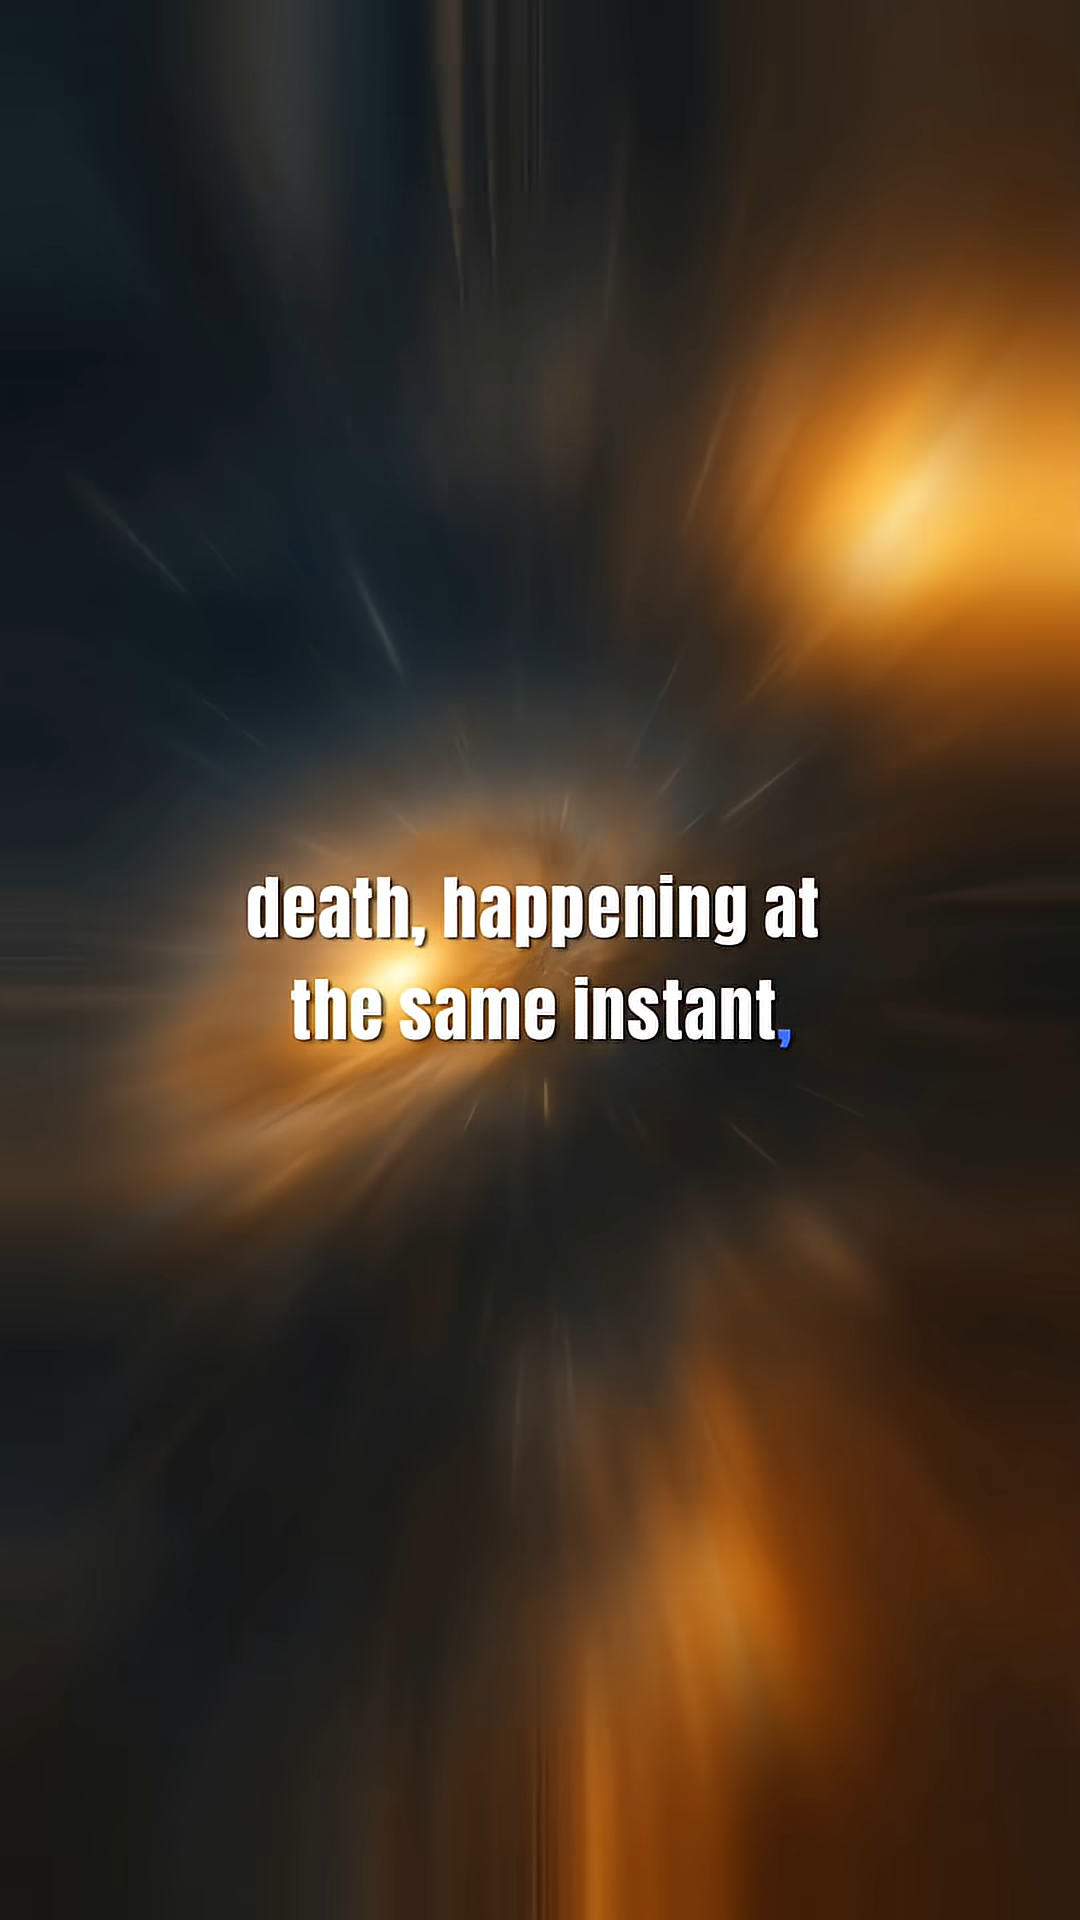 death, happening at
the same instant,